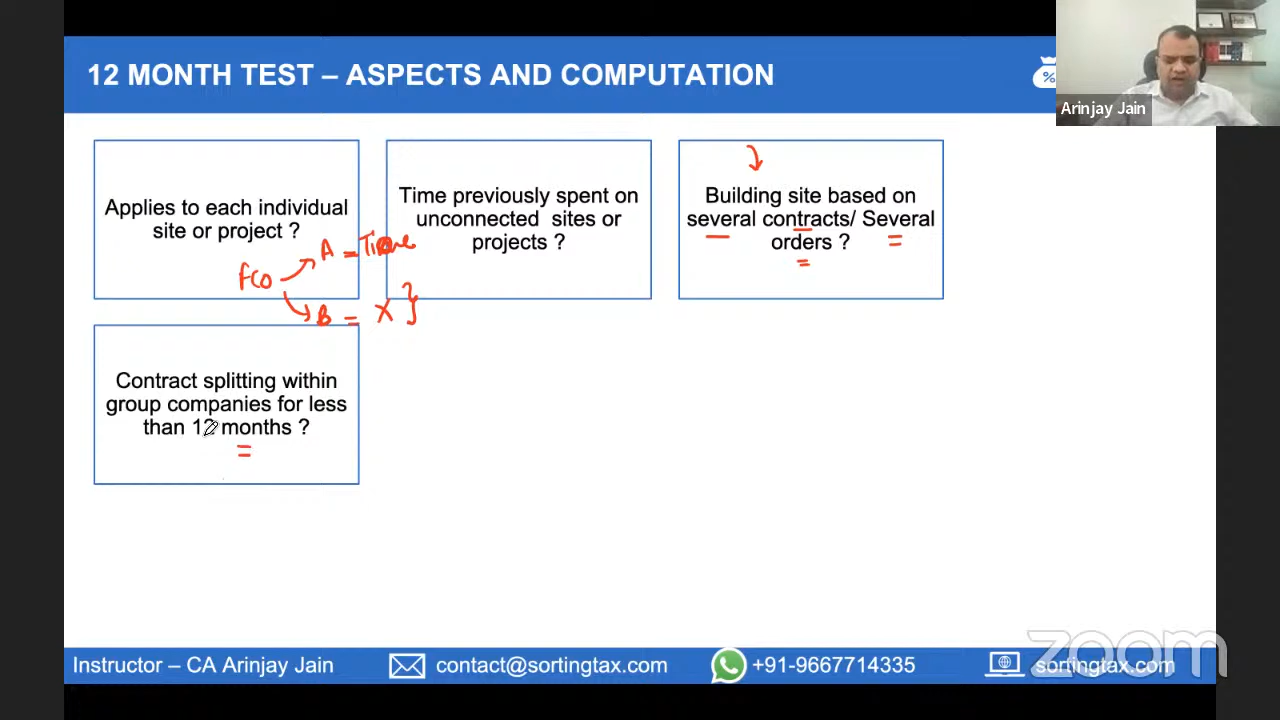 12 MONTH TEST – ASPECTS AND COMPUTATION
%
Arinjay Jain
Applies to each individual
site or project ?
Time previously spent on
unconnected sites or
projects ?
Building site based on
several contracts/ Several
orders ?
FCO
A = Time
B = X }
Contract splitting within
group companies for less
than 12 months ?
zoom
Instructor – CA Arinjay Jain
contact@sortingtax.com
+91-9667714335
sortingtax.com